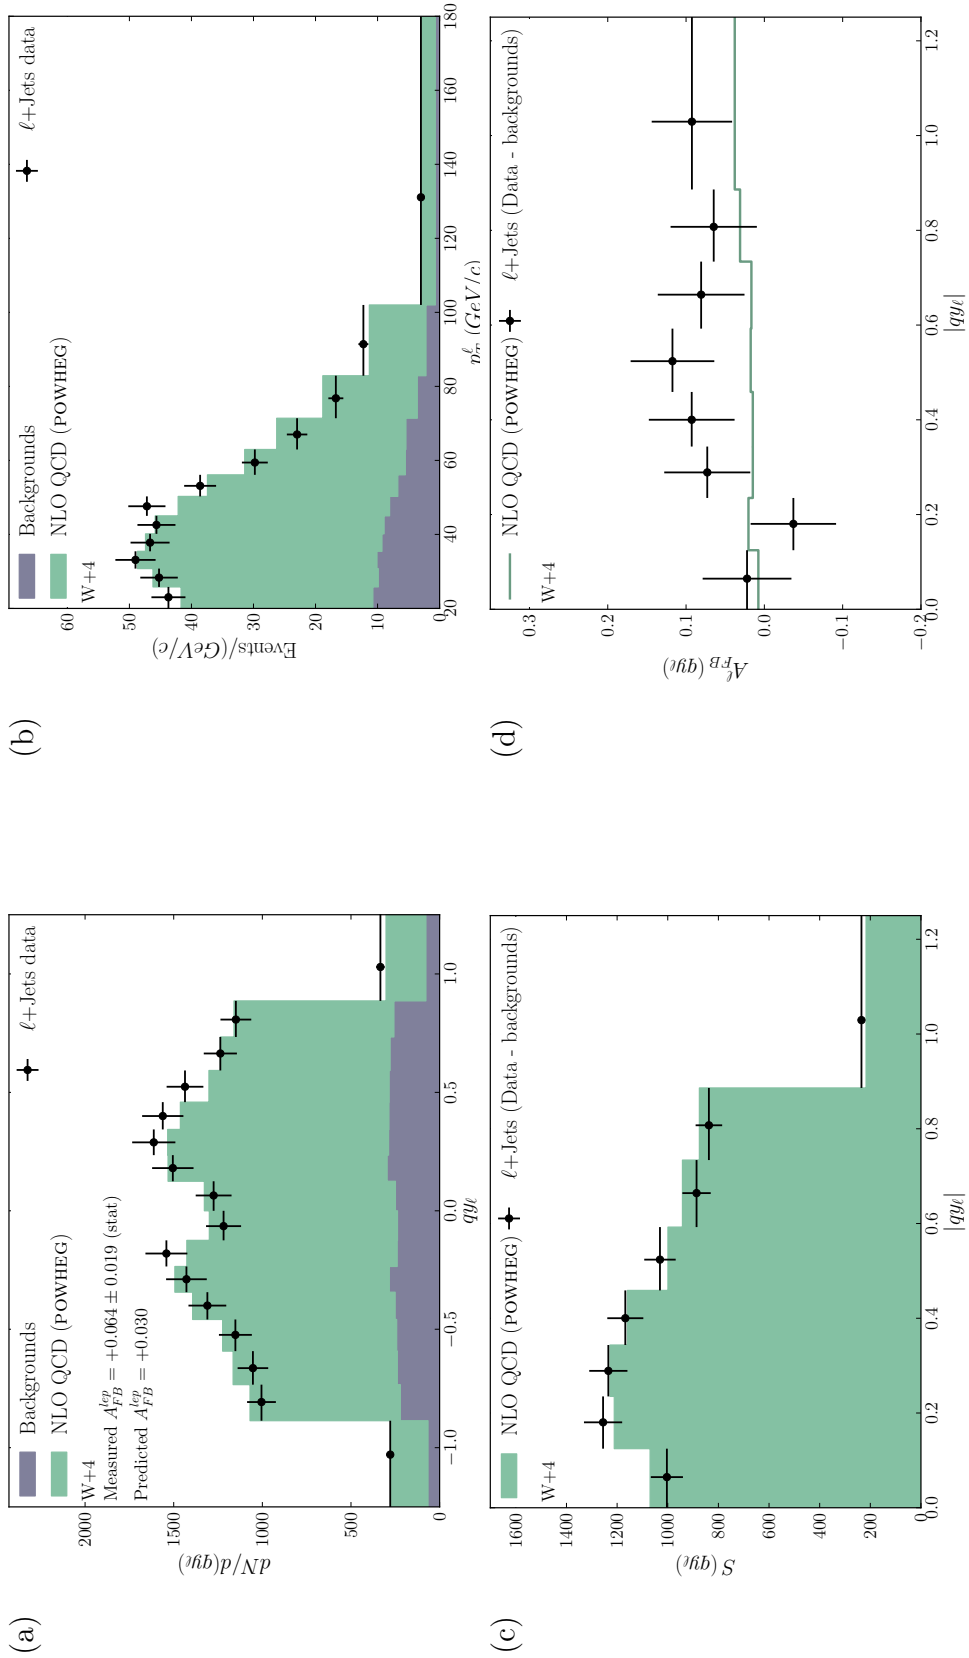 (a)
Backgrounds
NLO QCD (POWHEG)
W+4
Measured A_{FB}^{lep} = +0.064 ± 0.019 (stat)
Predicted A_{FB}^{lep} = +0.030
ℓ+Jets data
dN/d(qy_ℓ)
2000
1500
1000
500
0
−1.0
−0.5
0.0
0.5
1.0
qy_ℓ
(b)
Backgrounds
NLO QCD (POWHEG)
W+4
ℓ+Jets data
Events/(GeV/c)
60
50
40
30
20
10
0
20
40
60
80
100
120
140
160
180
(GeV/c)
(c)
NLO QCD (POWHEG)
W+4
ℓ+Jets (Data - backgrounds)
S(qy_ℓ)
1600
1400
1200
1000
800
600
400
200
0
0.0
0.2
0.4
0.6
0.8
1.0
1.2
|qy_ℓ|
(d)
NLO QCD (POWHEG)
W+4
ℓ+Jets (Data - backgrounds)
A_{FB}^{ℓ}(qy_ℓ)
0.3
0.2
0.1
0.0
−0.1
−0.2
0.0
0.2
0.4
0.6
0.8
1.0
1.2
|qy_ℓ|